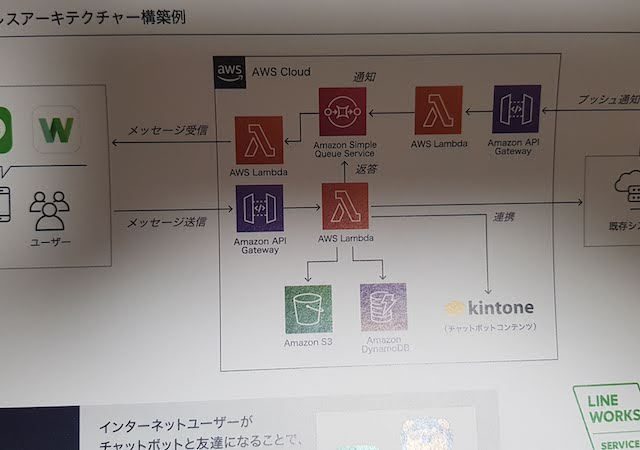 レスアーキテクチャー構築例
aws
AWS Cloud
通知
プッシュ通知
メッセージ受信
AWS Lambda
Amazon Simple
Queue Service
AWS Lambda
Amazon API
Gateway
返答
W
ユーザー
メッセージ送信
Amazon API
Gateway
AWS Lambda
連携
既存シス
Amazon S3
Amazon
DynamoDB
kintone
(チャットボットコンテンツ)
インターネットユーザーが
チャットボットと友達になることで、
LINE
WORKS
SERVICE